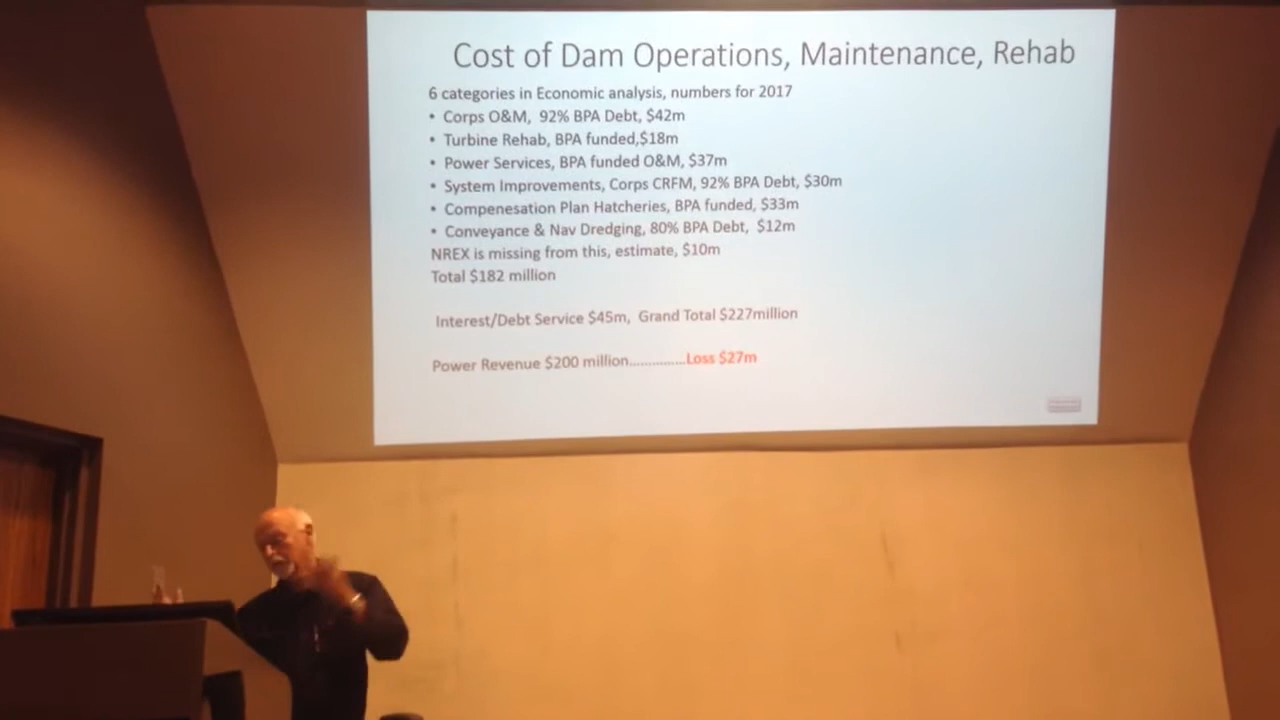 Cost of Dam Operations, Maintenance, Rehab
6 categories in Economic analysis, numbers for 2017
• Corps O&M, 92% BPA Debt, $42m
• Turbine Rehab, BPA funded,$18m
• Power Services, BPA funded O&M, $37m
• System Improvements, Corps CRFM, 92% BPA Debt, $30m
• Compenesation Plan Hatcheries, BPA funded, $33m
• Conveyance & Nav Dredging, 80% BPA Debt, $12m
NREX is missing from this, estimate, $10m
Total $182 million
Interest/Debt Service $45m, Grand Total $227million
Power Revenue $200 million...............Loss $27m